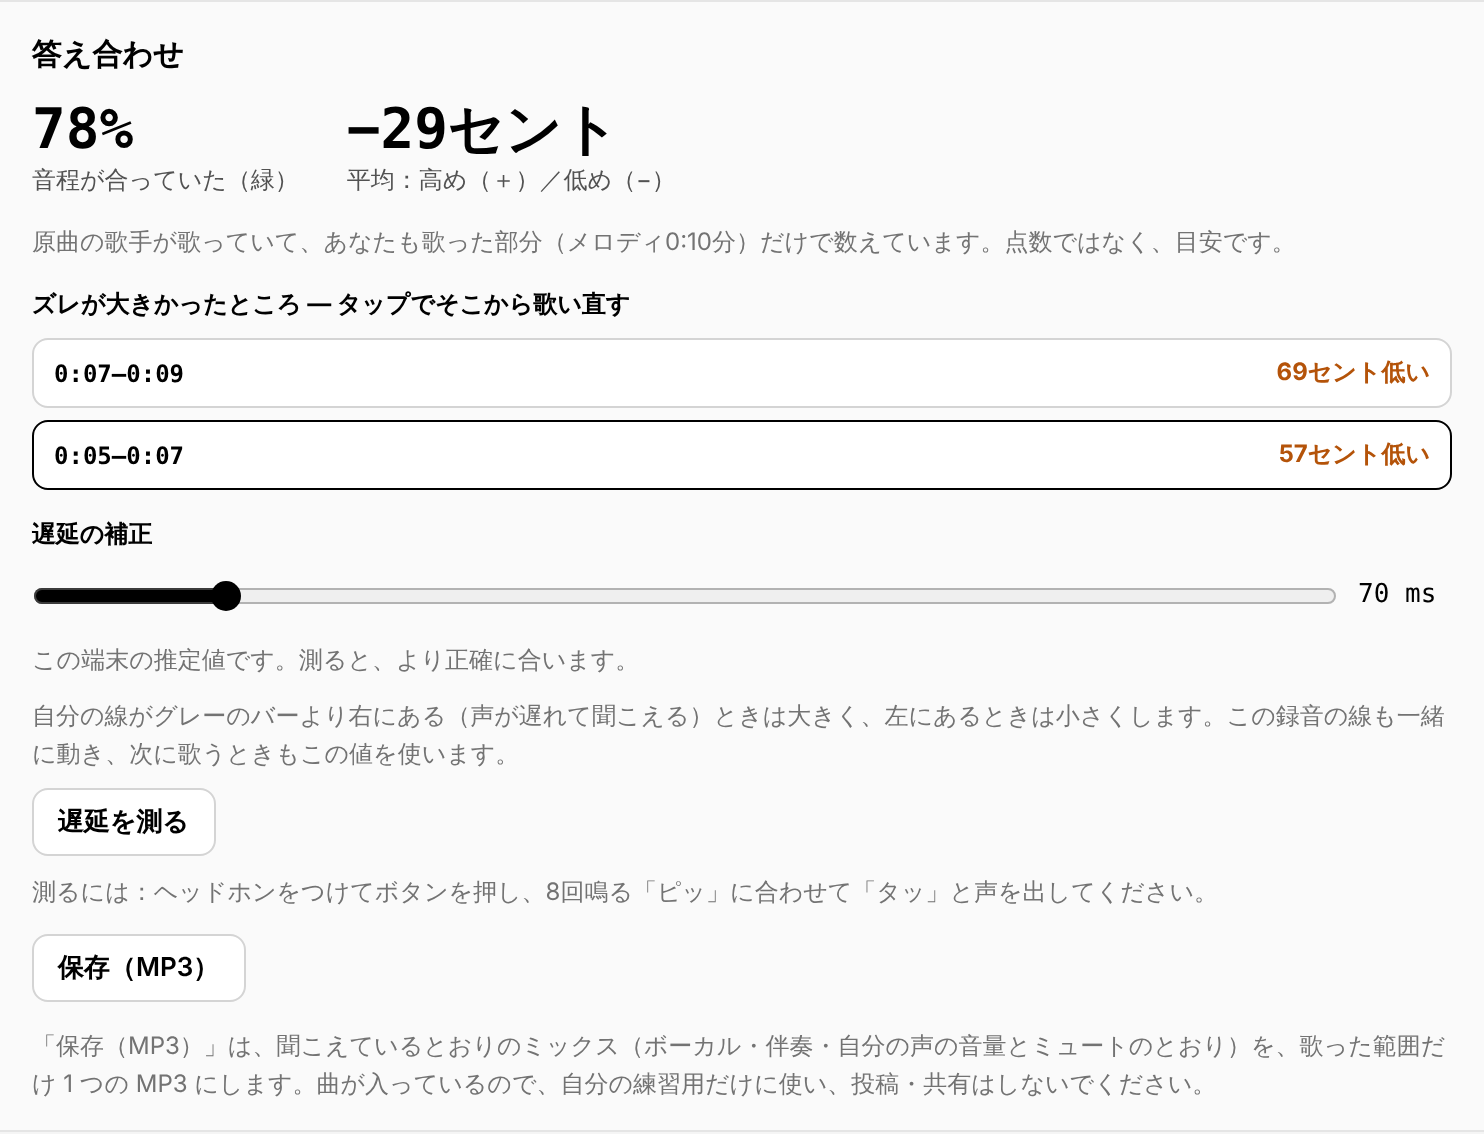 答え合わせ
78%
−29セント
音程が合っていた（緑）
平均：高め（＋）／低め（−）
原曲の歌手が歌っていて、あなたも歌った部分（メロディ0:10分）だけで数えています。点数ではなく、目安です。
ズレが大きかったところ — タップでそこから歌い直す
0:07–0:09
69セント低い
0:05–0:07
57セント低い
遅延の補正
70 ms
この端末の推定値です。測ると、より正確に合います。
自分の線がグレーのバーより右にある（声が遅れて聞こえる）ときは大きく、左にあるときは小さくします。この録音の線も一緒
に動き、次に歌うときもこの値を使います。
遅延を測る
測るには：ヘッドホンをつけてボタンを押し、8回鳴る「ピッ」に合わせて「タッ」と声を出してください。
保存（MP3）
「保存（MP3）」は、聞こえているとおりのミックス（ボーカル・伴奏・自分の声の音量とミュートのとおり）を、歌った範囲だ
け 1 つの MP3 にします。曲が入っているので、自分の練習用だけに使い、投稿・共有はしないでください。